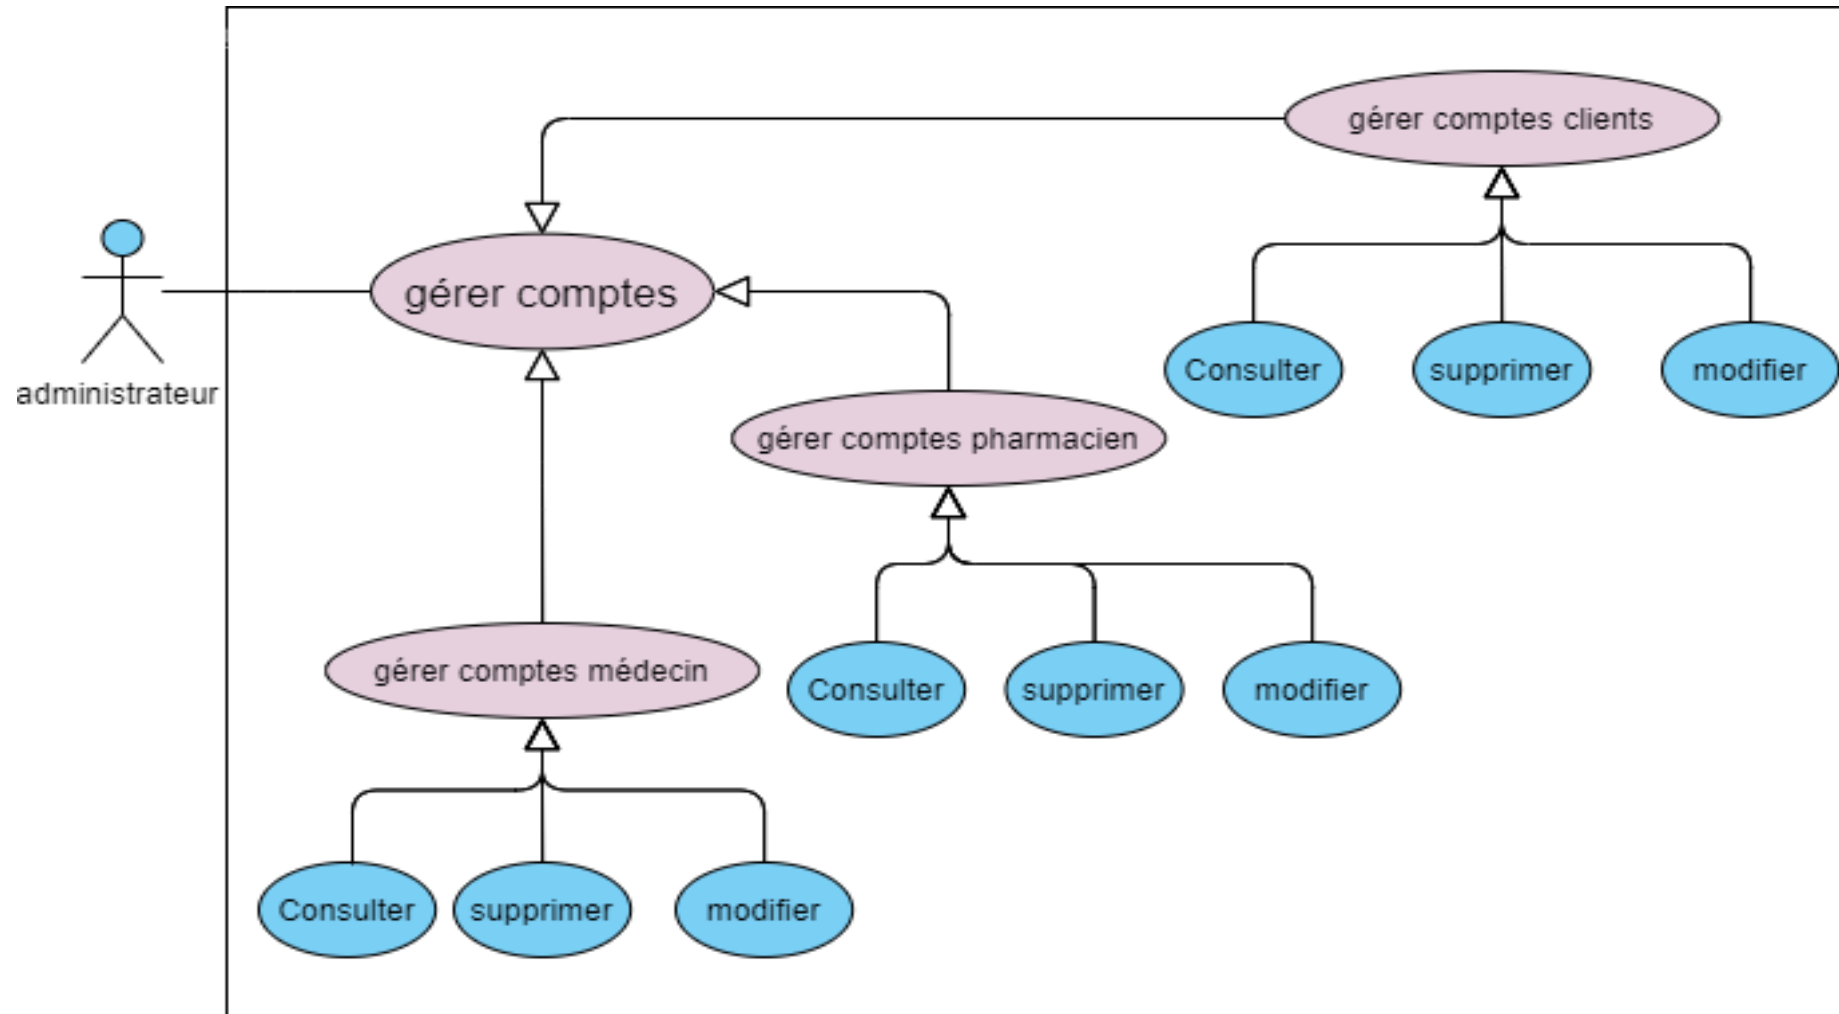 gérer comptes clients
gérer comptes
administrateur
Consulter
supprimer
modifier
gérer comptes pharmacien
gérer comptes médecin
Consulter
supprimer
modifier
Consulter
supprimer
modifier